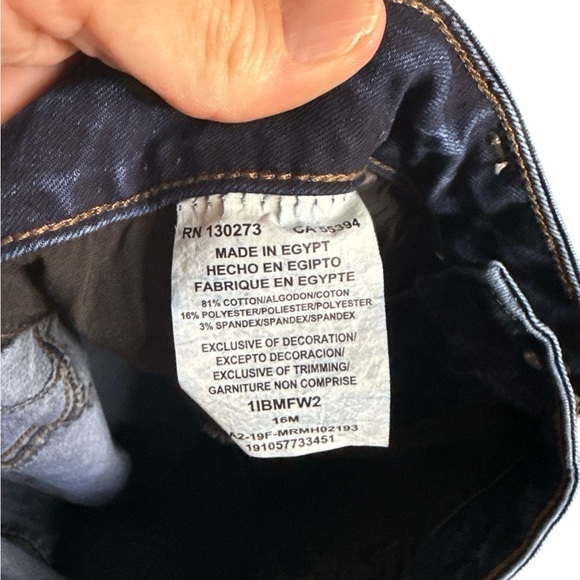 RN 130273 CA 55394
MADE IN EGYPT
HECHO EN EGIPTO
FABRIQUE EN EGYPTE
81% COTTON/ALGODON/COTON
16% POLYESTER/POLIESTER/POLYESTER
3% SPANDEX/SPANDEX/SPANDEX
EXCLUSIVE OF DECORATION/
EXCEPTO DECORACION/
EXCLUSIVE OF TRIMMING/
GARNITURE NON COMPRISE
1IBMFW2
16M
A2-19F-MRMH02193
191057733451